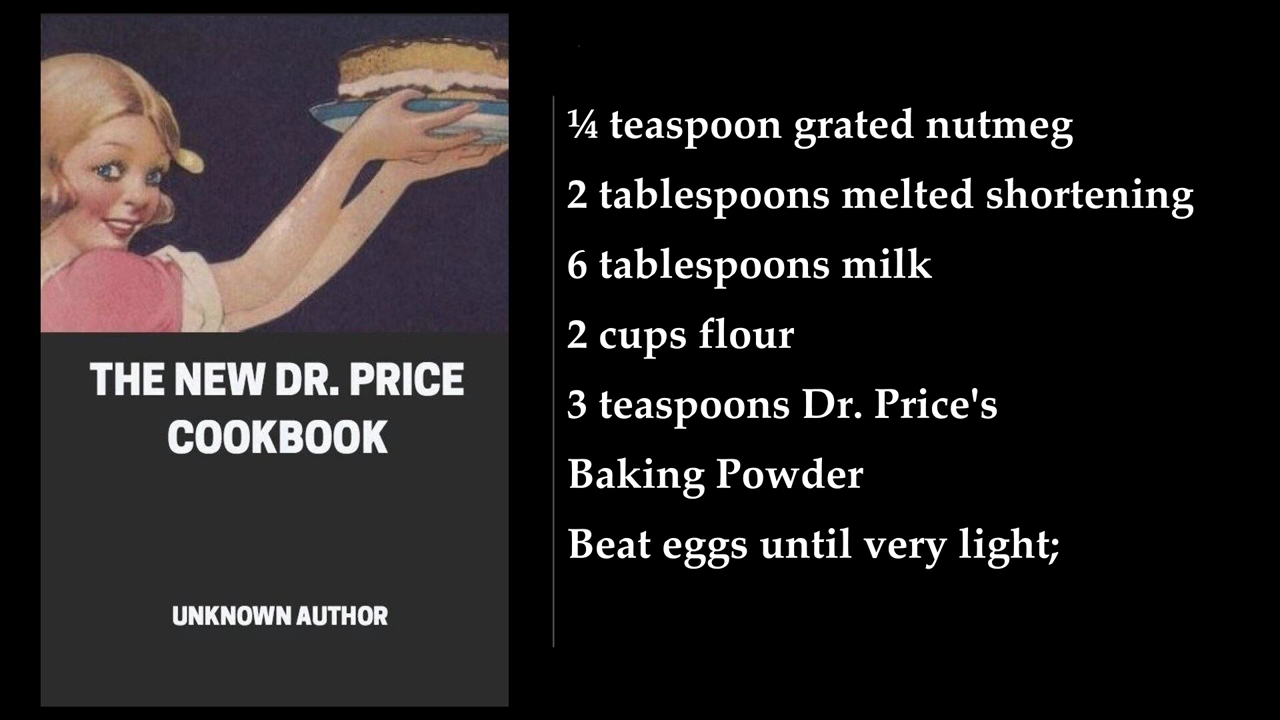 THE NEW DR. PRICE
COOKBOOK
UNKNOWN AUTHOR
¼ teaspoon grated nutmeg
2 tablespoons melted shortening
6 tablespoons milk
2 cups flour
3 teaspoons Dr. Price's
Baking Powder
Beat eggs until very light;